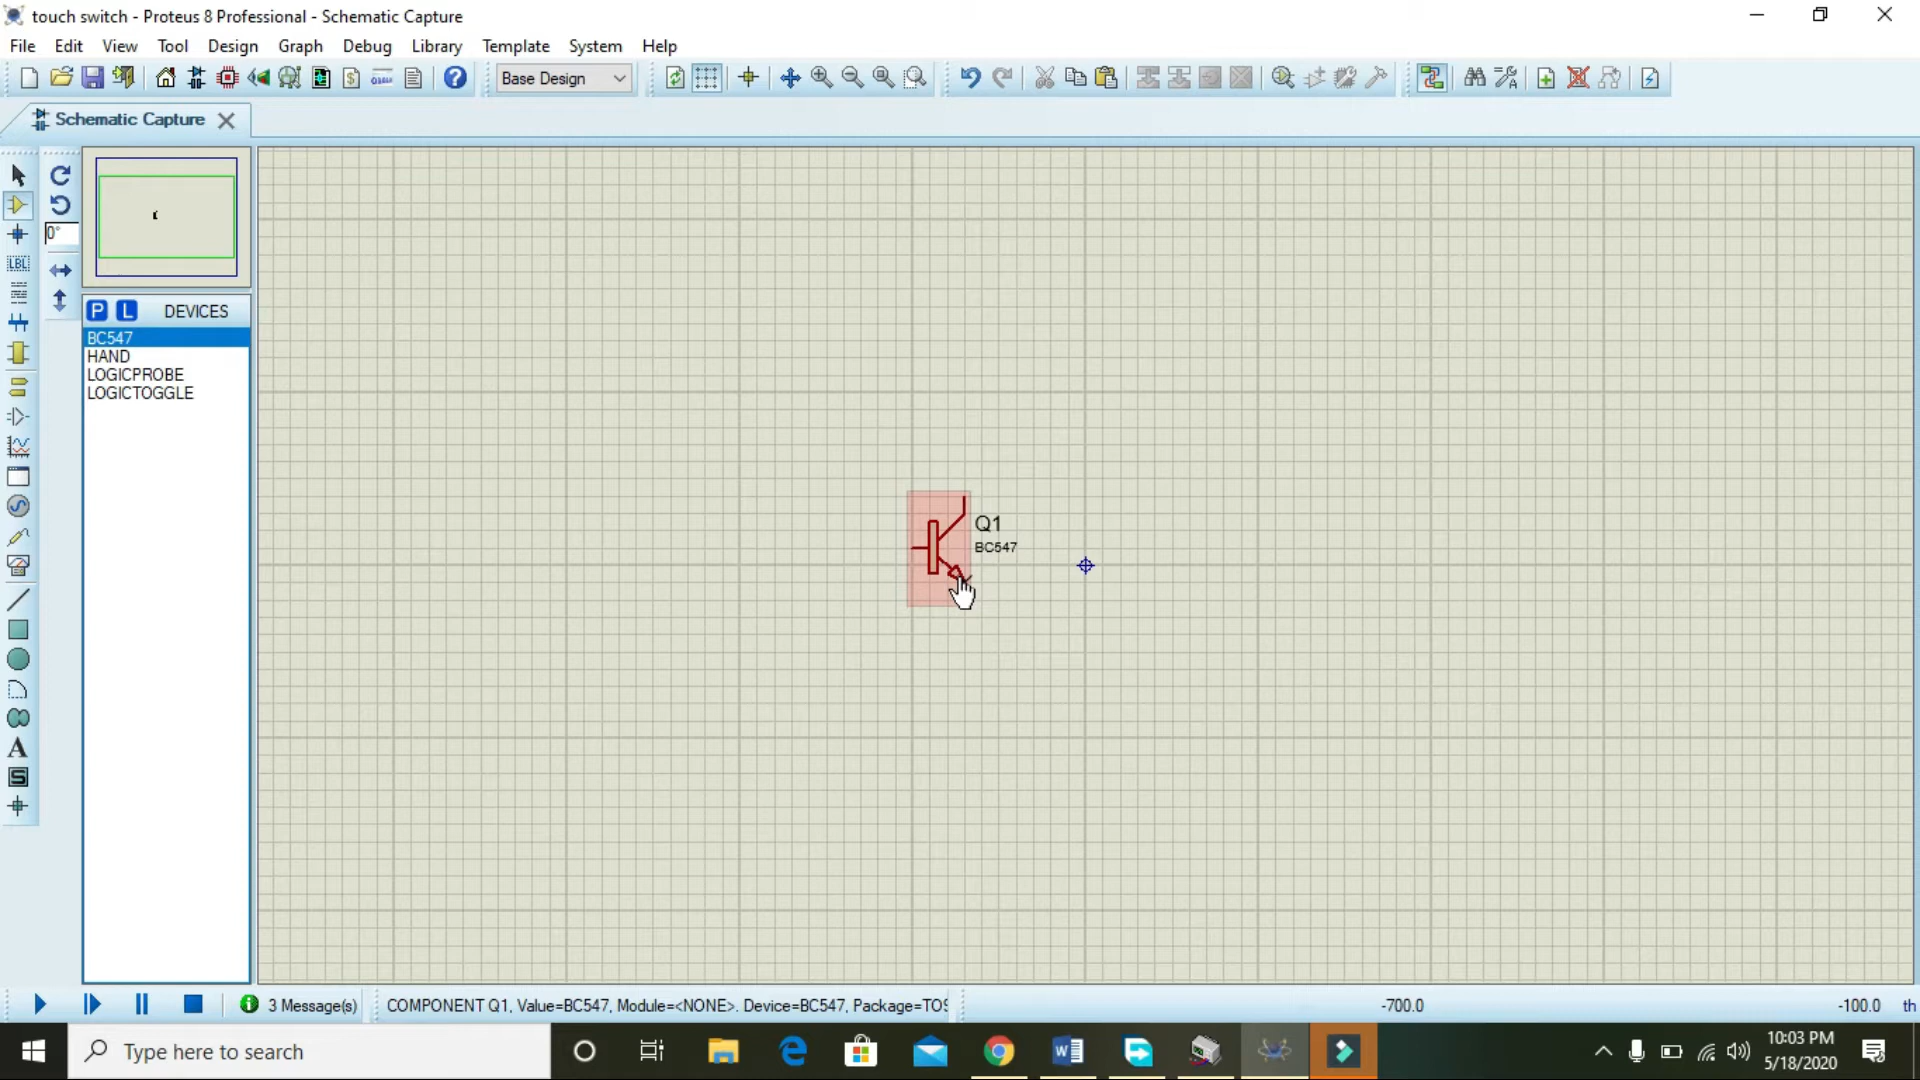 touch switch - Proteus 8 Professional - Schematic Capture
File Edit View Tool Design Graph Debug Library Template System Help
Base Design
Schematic Capture
0°
P L DEVICES
BC547
HAND
LOGICPROBE
LOGICTOGGLE
LBL
A
S
Q1
BC547
3 Message(s)
COMPONENT Q1, Value=BC547, Module=<NONE>. Device=BC547, Package=TO
-700.0
-100.0
th
Type here to search
10:03 PM
5/18/2020